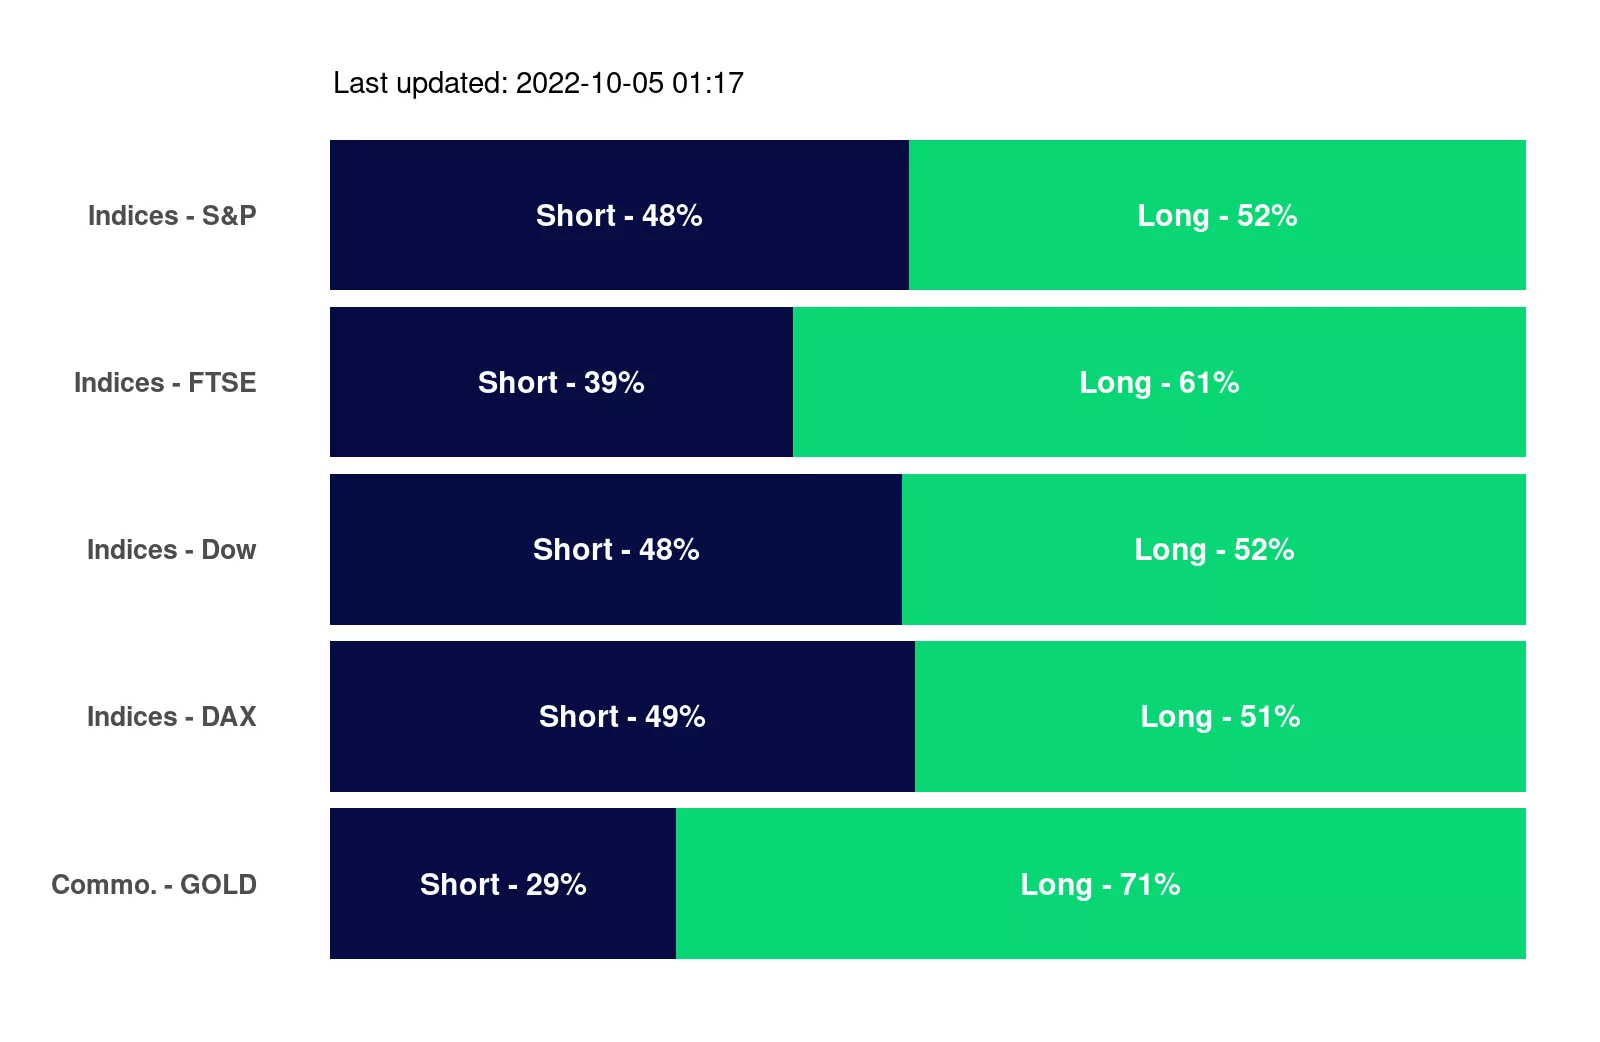 Last updated: 2022-10-05 01:17
Indices - S&P Short - 48% Long - 52%
Indices - FTSE Short - 39% Long - 61%
Indices - Dow Short - 48% Long - 52%
Indices - DAX Short - 49% Long - 51%
Commo. - GOLD Short - 29% Long - 71%